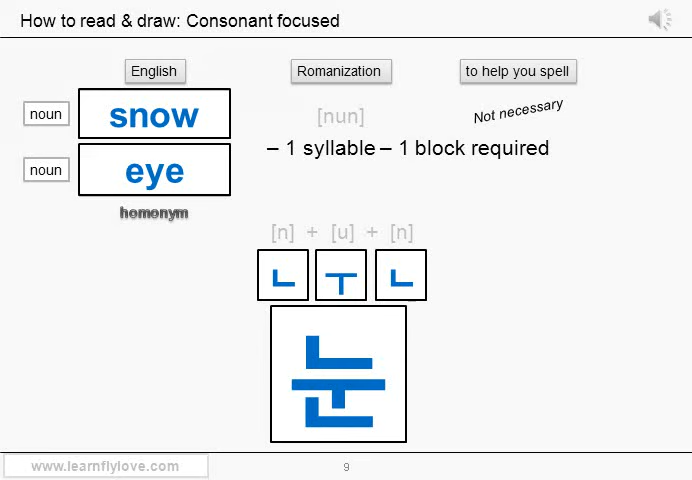 How to read & draw: Consonant focused
English Romanization to help you spell
noun snow [nun] Not necessary
– 1 syllable – 1 block required
noun eye
homonym
[n] + [u] + [n]
ㄴ ㅜ ㄴ
눈
www.learnflylove.com 9